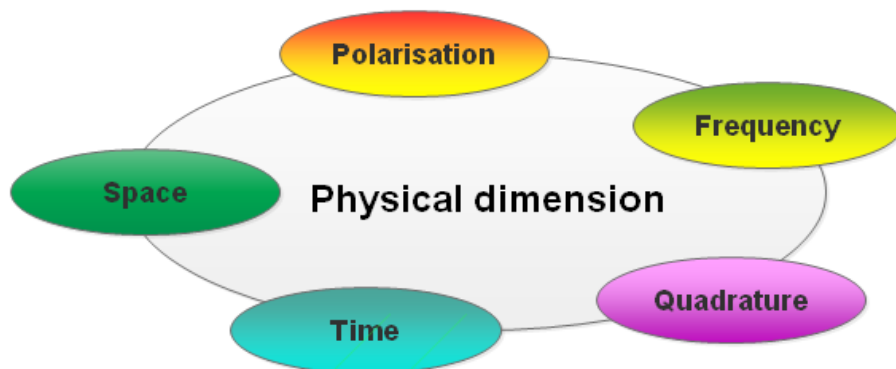 Polarisation
Frequency
Space
Physical dimension
Quadrature
Time